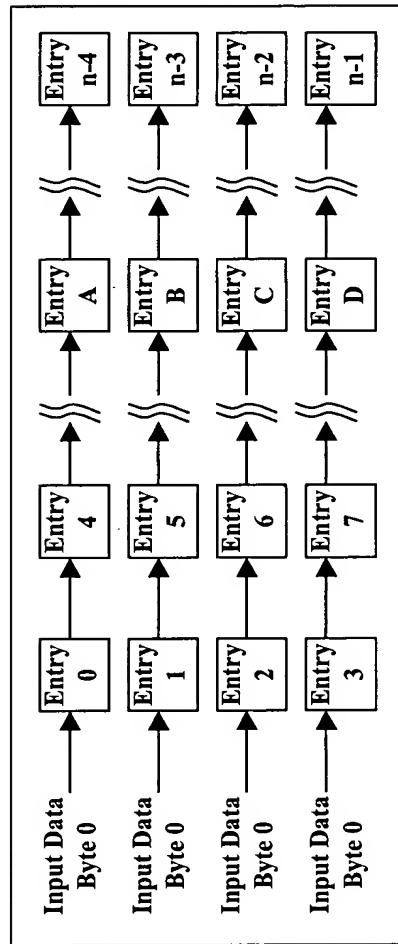 Input Data
Byte 0
Entry
0
Entry
4
Entry
A
Entry
n-4
Input Data
Byte 0
Entry
1
Entry
5
Entry
B
Entry
n-3
Input Data
Byte 0
Entry
2
Entry
6
Entry
C
Entry
n-2
Input Data
Byte 0
Entry
3
Entry
7
Entry
D
Entry
n-1